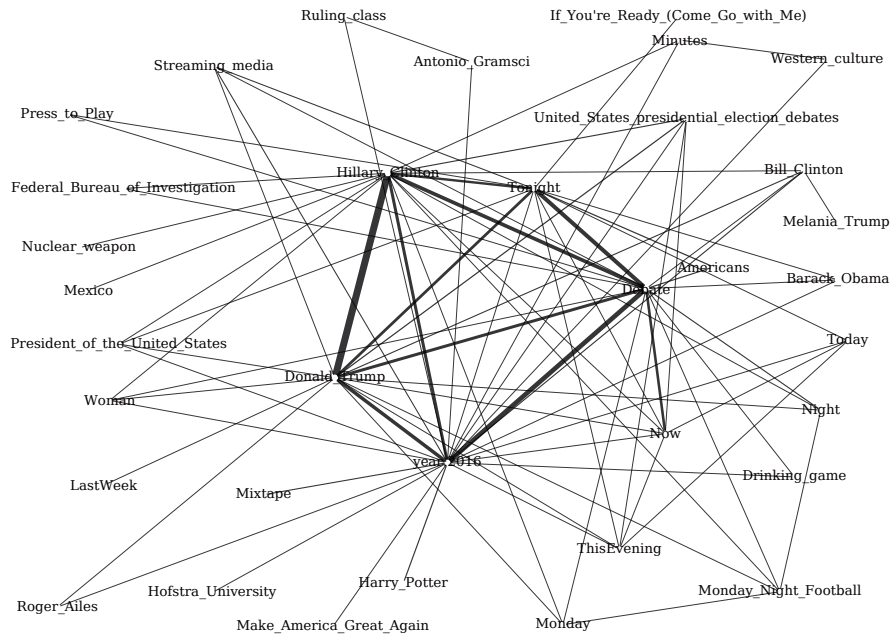 Ruling_class
If_You're_Ready_(Come_Go_with_Me)
Minutes
Streaming_media
Antonio_Gramsci
Western_culture
Press_to_Play
United_States_presidential_election_debates
Hillary_Clinton
Bill_Clinton
Federal_Bureau_of_Investigation
Tonight
Melania_Trump
Nuclear_weapon
Americans
Barack_Obama
Mexico
Debate
President_of_the_United_States
Today
Donald_Trump
Woman
Night
Now
year_2016
LastWeek
Mixtape
Drinking_game
ThisEvening
Harry_Potter
Hofstra_University
Monday_Night_Football
Roger_Ailes
Make_America_Great_Again
Monday